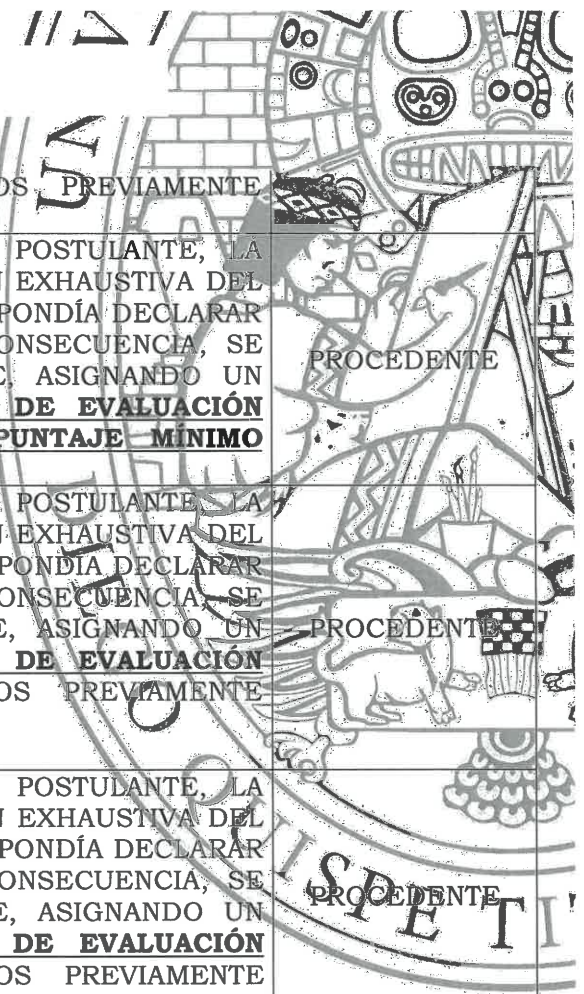 OS PREVIAMENTE
POSTULANTE, LA
N EXHAUSTIVA DEL
PONDÍA DECLARAR
ONSECUENCIA, SE
E, ASIGNANDO UN
DE EVALUACIÓN
PUNTAJE MÍNIMO
PROCEDENTE
POSTULANTE, LA
N EXHAUSTIVA DEL
PONDÍA DECLARAR
ONSECUENCIA, SE
E, ASIGNANDO UN
DE EVALUACIÓN
OS PREVIAMENTE
PROCEDENTE
POSTULANTE, LA
N EXHAUSTIVA DEL
PONDÍA DECLARAR
ONSECUENCIA, SE
E, ASIGNANDO UN
DE EVALUACIÓN
OS PREVIAMENTE
PROCEDENTE
UISPE TI